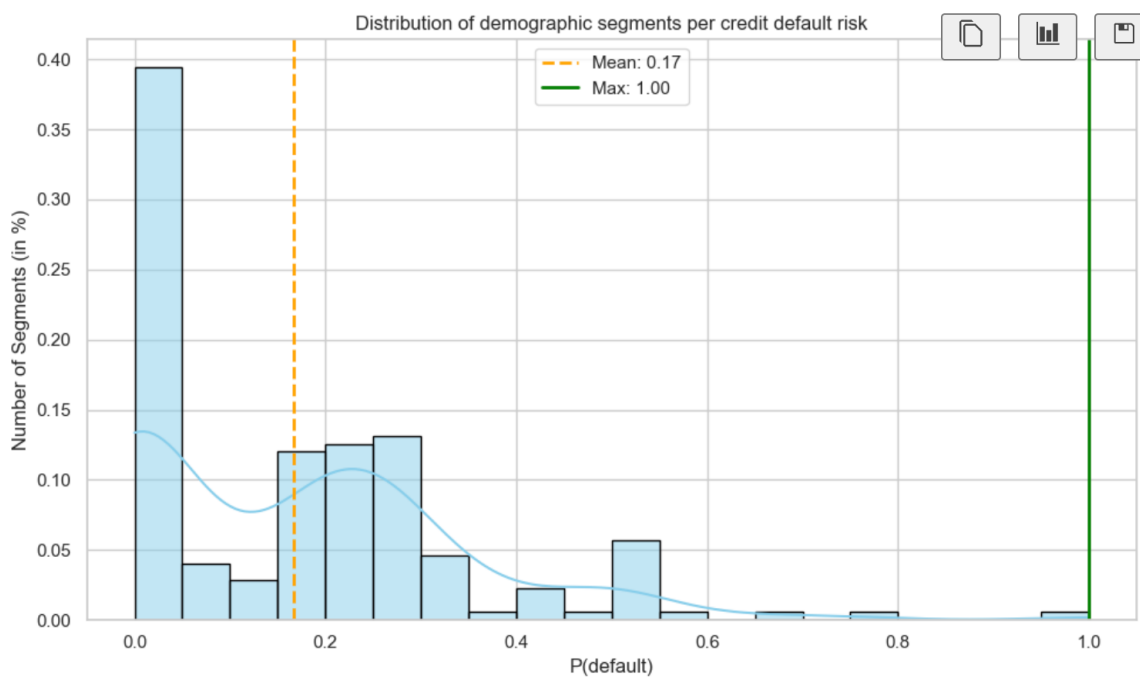 Distribution of demographic segments per credit default risk
Mean: 0.17
Max: 1.00
Number of Segments (in %)
0.40
0.35
0.30
0.25
0.20
0.15
0.10
0.05
0.00
0.0 0.2 0.4 0.6 0.8 1.0
P(default)